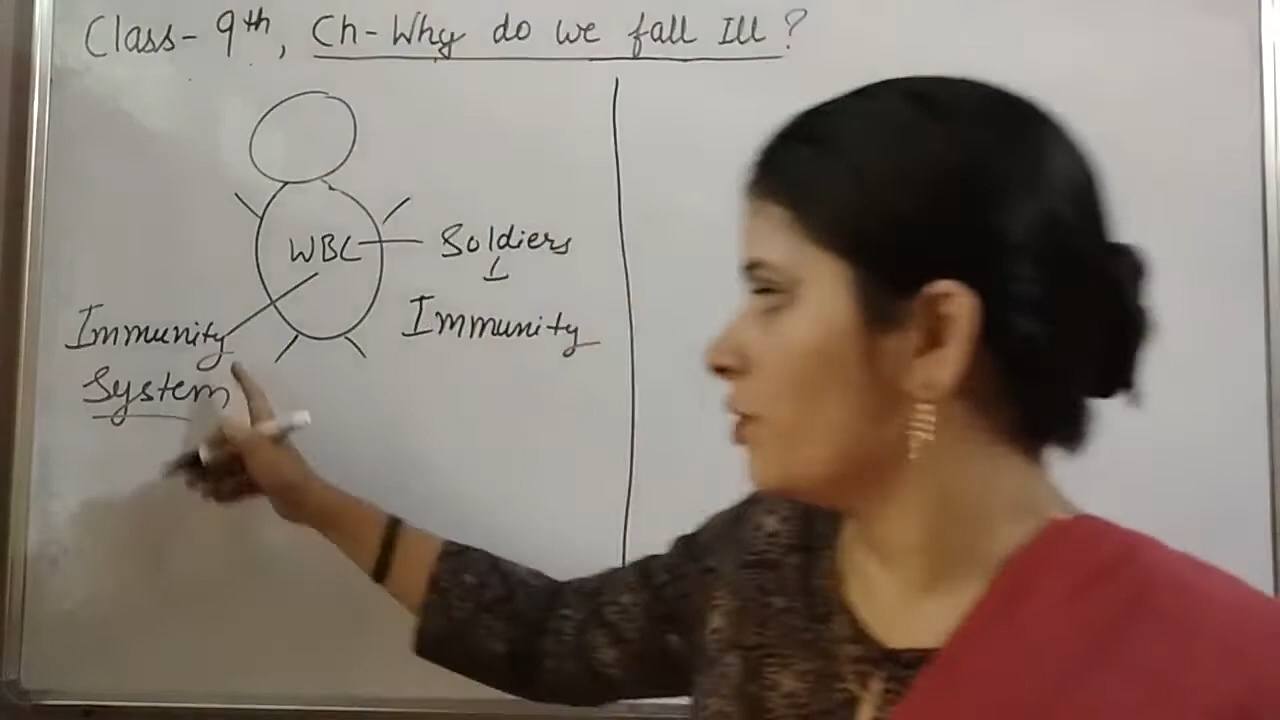 Class- 9th, Ch- Why do we fall Ill?
WBC
Soldiers
Immunity
Immunity
System